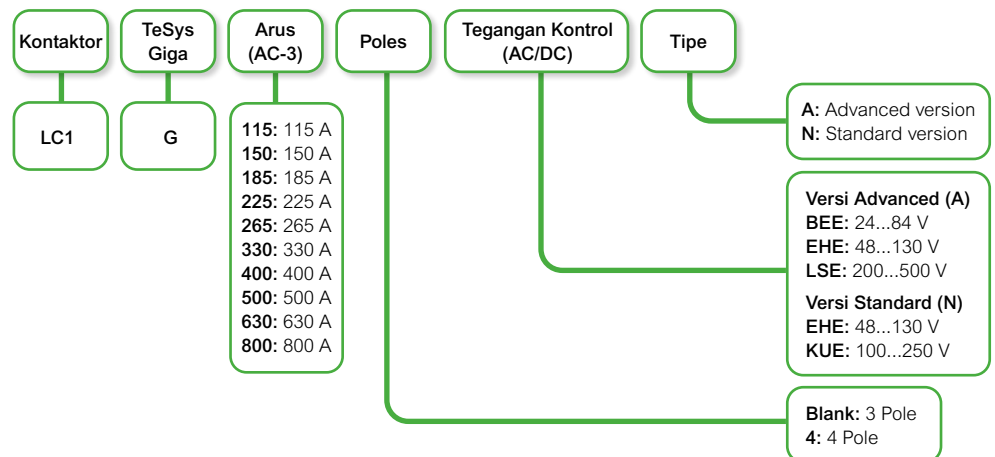 Kontaktor
TeSys
Giga
Arus
(AC-3)
Poles
Tegangan Kontrol
(AC/DC)
Tipe
LC1
G
115: 115 A
150: 150 A
185: 185 A
225: 225 A
265: 265 A
330: 330 A
400: 400 A
500: 500 A
630: 630 A
800: 800 A
A: Advanced version
N: Standard version
Versi Advanced (A)
BEE: 24...84 V
EHE: 48...130 V
LSE: 200...500 V
Versi Standard (N)
EHE: 48...130 V
KUE: 100...250 V
Blank: 3 Pole
4: 4 Pole